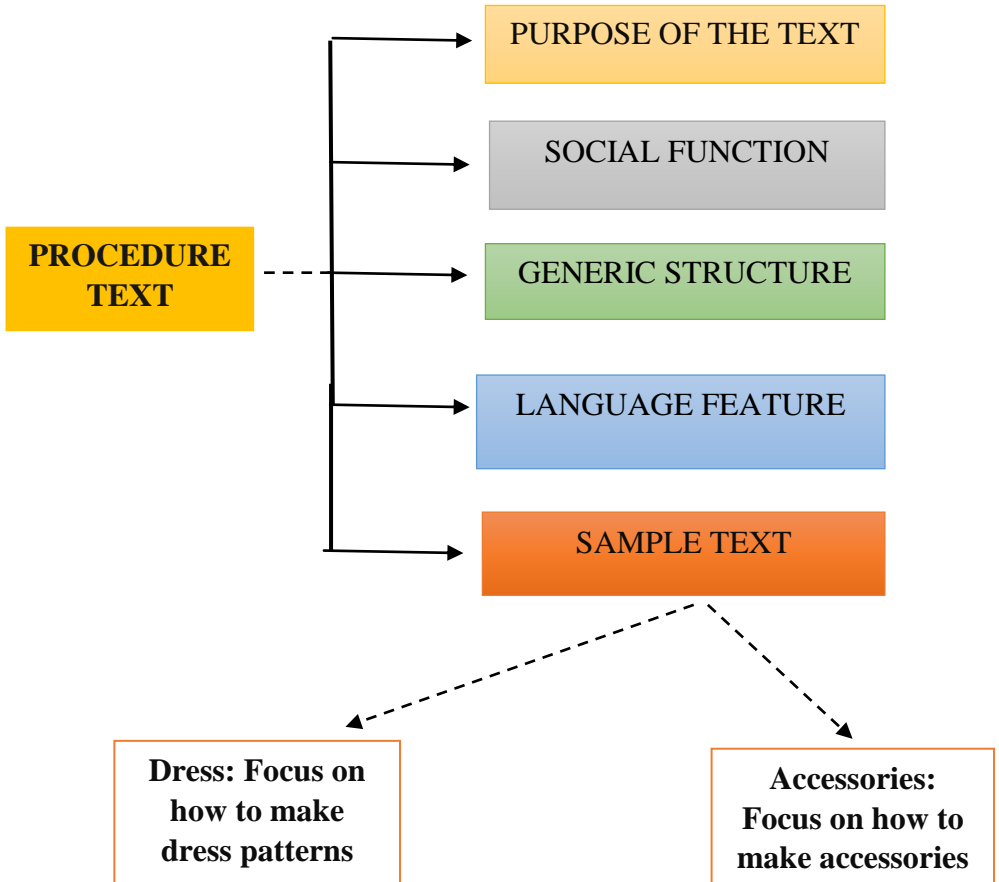 PURPOSE OF THE TEXT
SOCIAL FUNCTION
PROCEDURE
TEXT
GENERIC STRUCTURE
LANGUAGE FEATURE
SAMPLE TEXT
Dress: Focus on
how to make
dress patterns
Accessories:
Focus on how to
make accessories